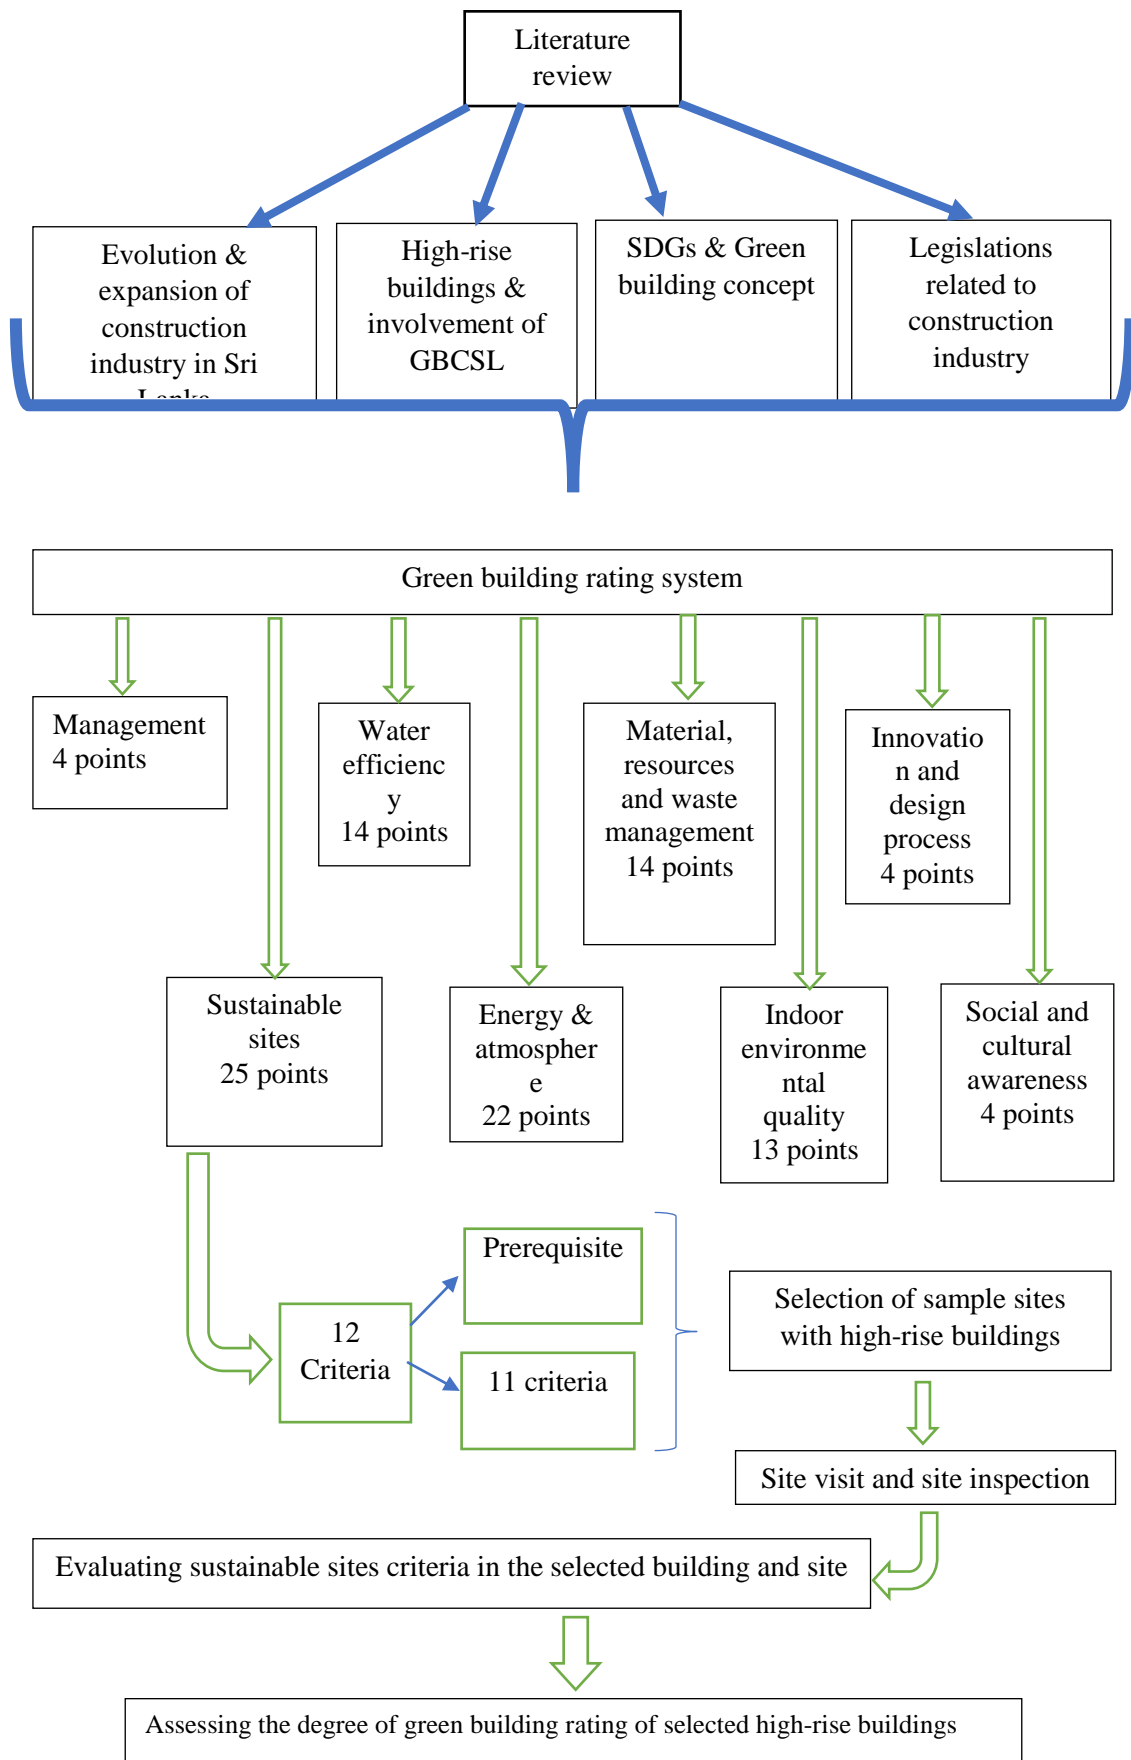 Literature
review
Evolution &
expansion of
construction
industry in Sri
Lanka
High-rise
buildings &
involvement of
GBCSL
SDGs & Green
building concept
Legislations
related to
construction
industry
Green building rating system
Management
4 points
Water
efficienc
y
14 points
Material,
resources
and waste
management
14 points
Innovatio
n and
design
process
4 points
Sustainable
sites
25 points
Energy &
atmospher
e
22 points
Indoor
environme
ntal
quality
13 points
Social and
cultural
awareness
4 points
12
Criteria
Prerequisite
11 criteria
Selection of sample sites
with high-rise buildings
Site visit and site inspection
Evaluating sustainable sites criteria in the selected building and site
Assessing the degree of green building rating of selected high-rise buildings